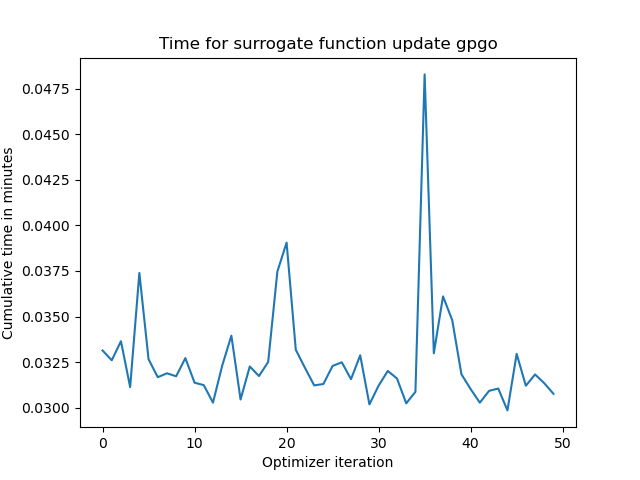 Time for surrogate function update gpgo
Cumulative time in minutes
0.0475
0.0450
0.0425
0.0400
0.0375
0.0350
0.0325
0.0300
0 10 20 30 40 50
Optimizer iteration